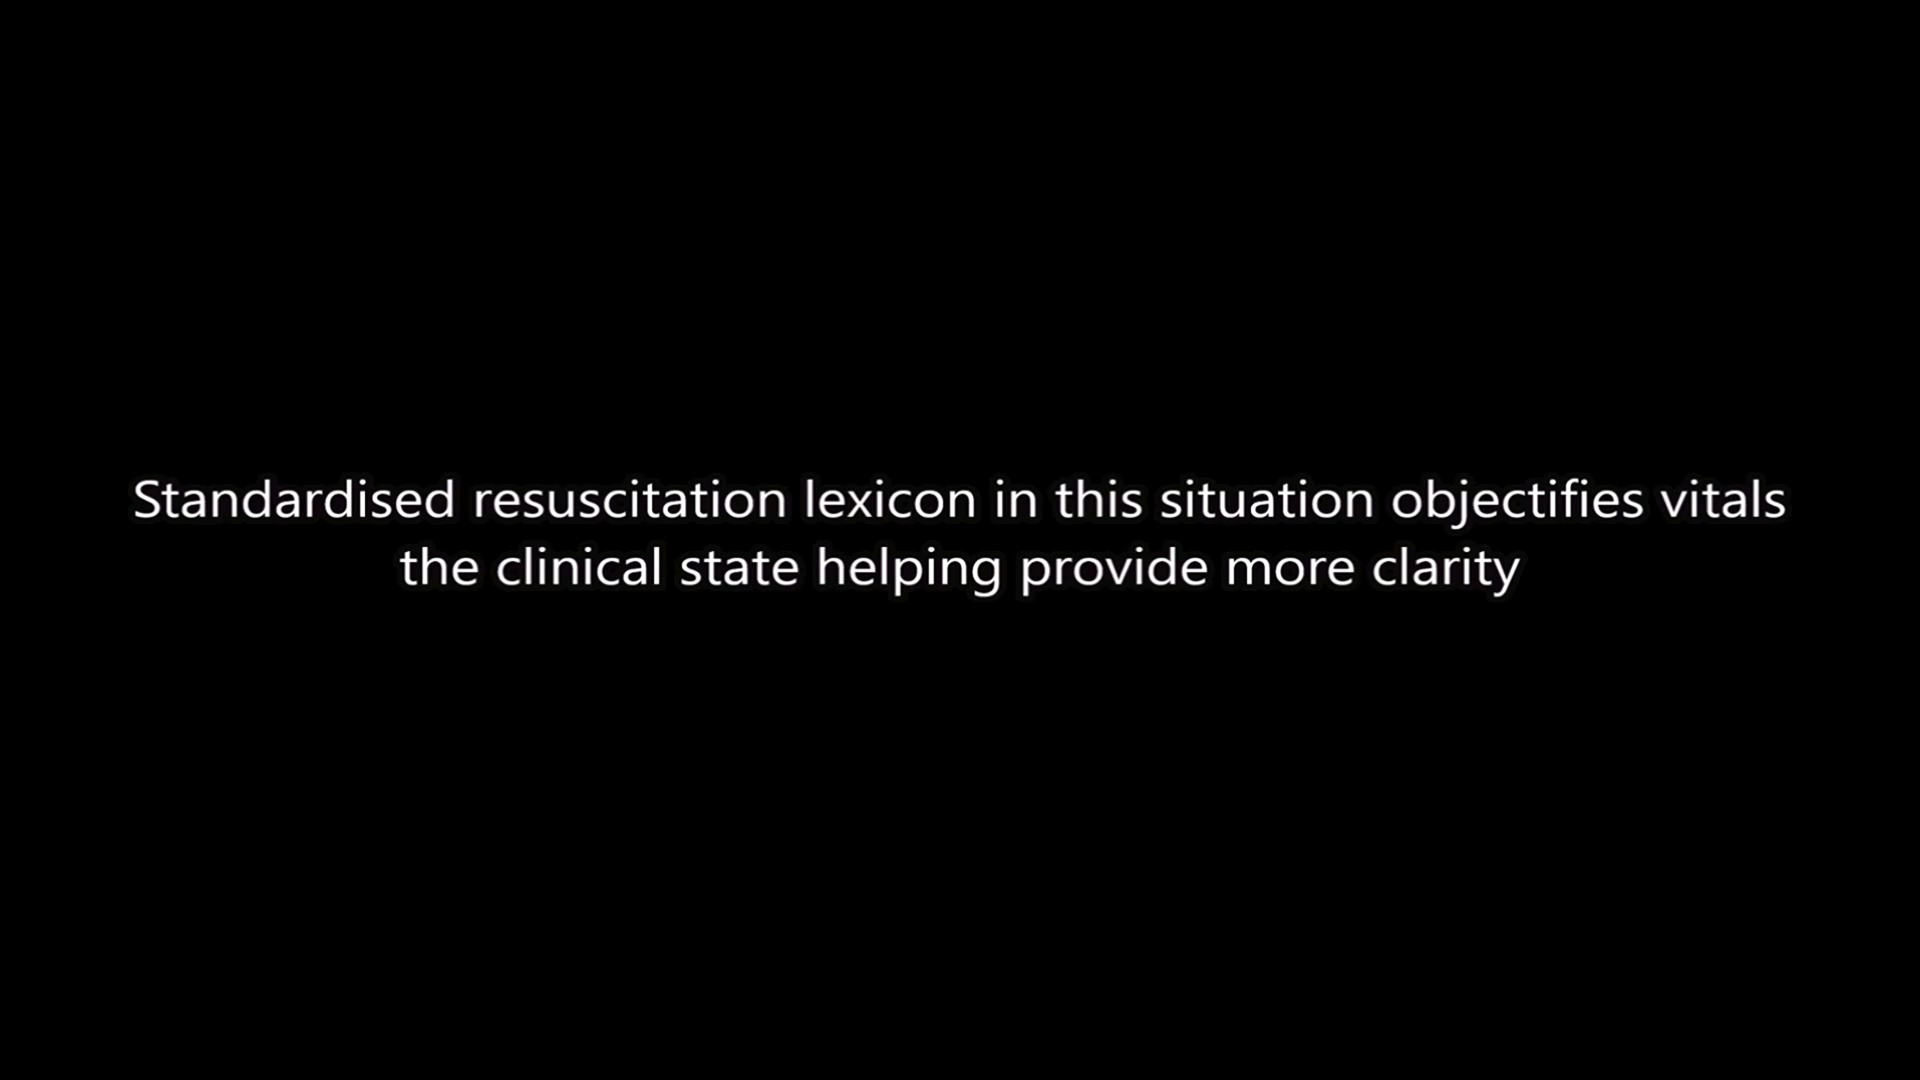 Standardised resuscitation lexicon in this situation objectifies vitals
the clinical state helping provide more clarity